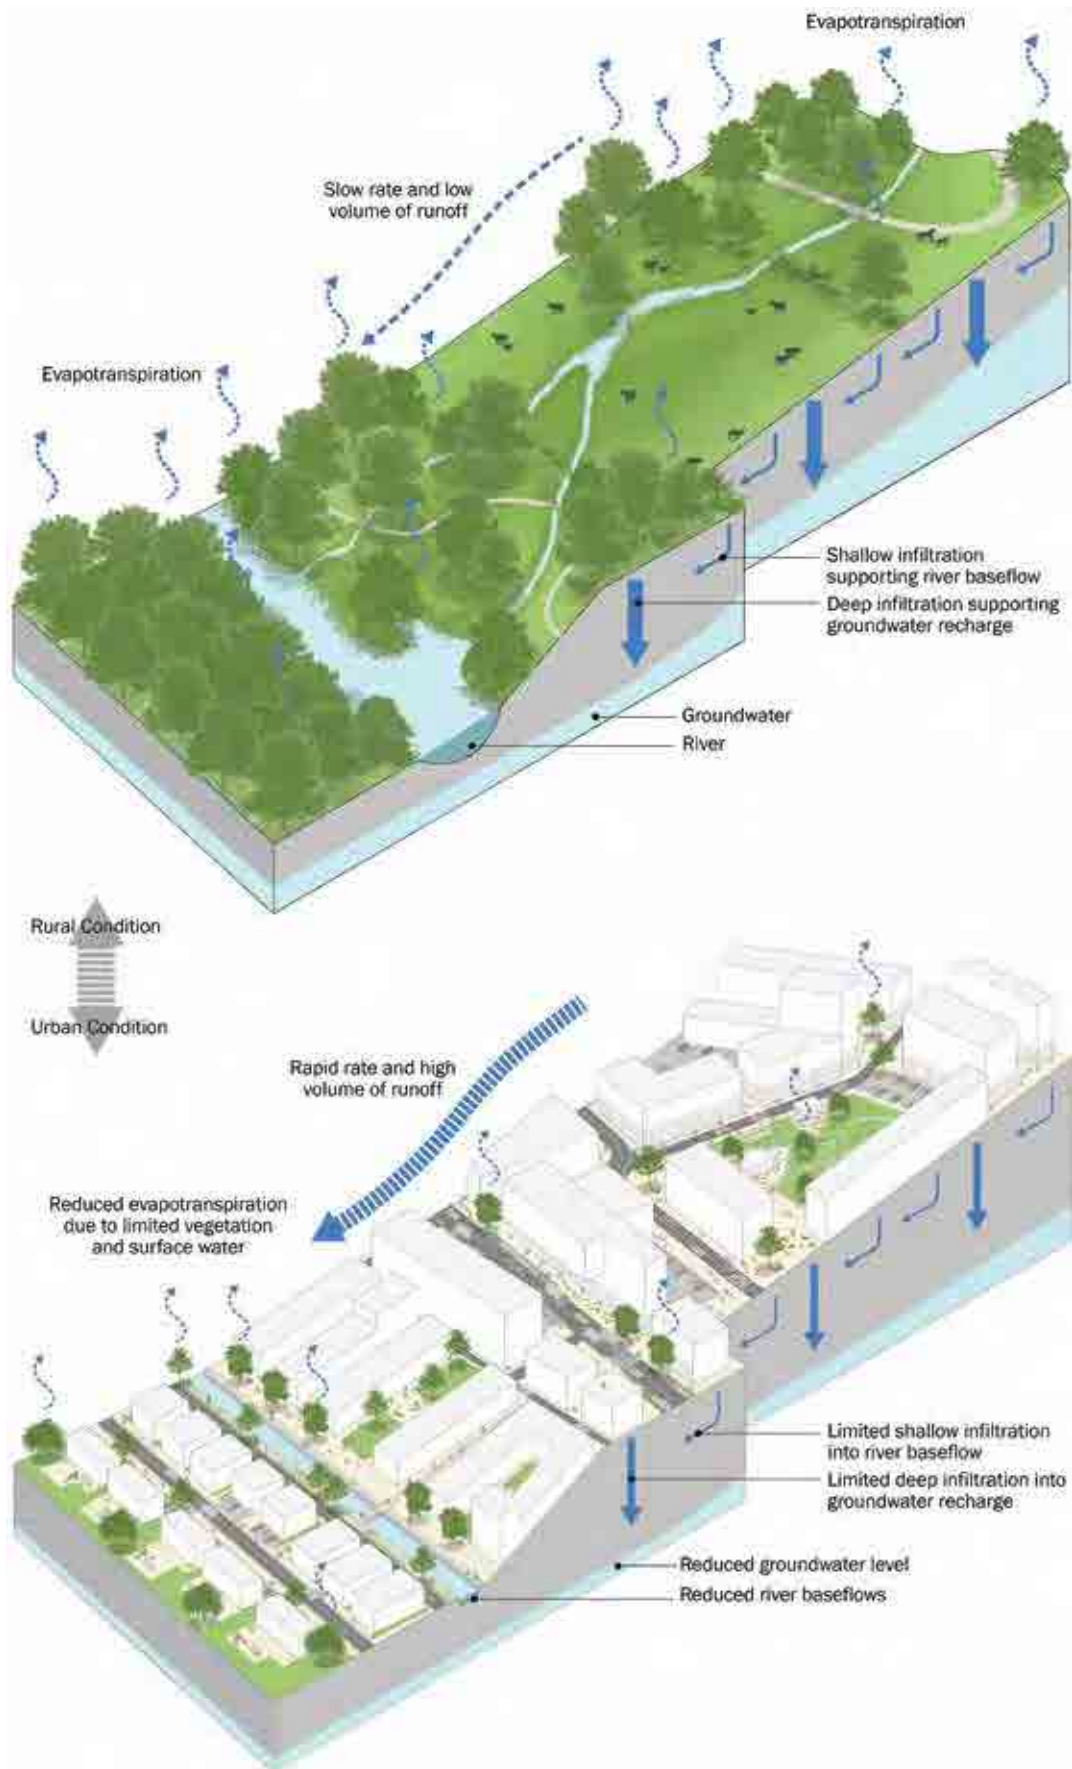 Evapotranspiration
Slow rate and low
volume of runoff
Evapotranspiration
Shallow infiltration
supporting river baseflow
Deep infiltration supporting
groundwater recharge
Groundwater
River
Rural Condition
Urban Condition
Rapid rate and high
volume of runoff
Reduced evapotranspiration
due to limited vegetation
and surface water
Limited shallow infiltration
into river baseflow
Limited deep infiltration into
groundwater recharge
Reduced groundwater level
Reduced river baseflows